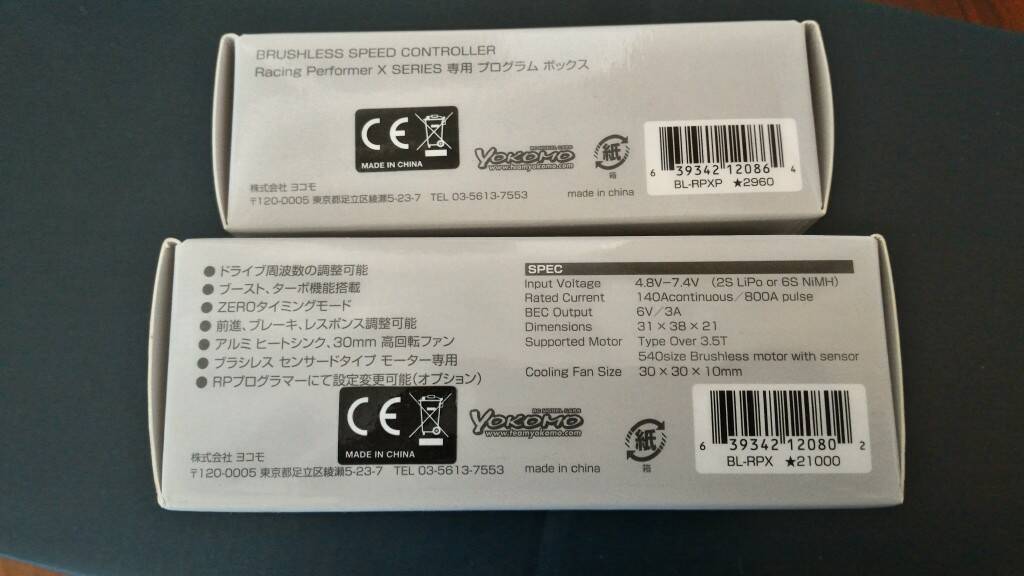 BRUSHLESS SPEED CONTROLLER
Racing Performer X SERIES 専用 プログラム ボックス
CE
MADE IN CHINA
RC MODEL CARS
YOKOMO
www.teamyokomo.com
紙
箱
6 39342 12086 4
BL-RPXP ★2960
株式会社 ヨコモ
〒120-0005 東京都足立区綾瀬5-23-7 TEL 03-5613-7553
made in china
●ドライブ周波数の調整可能
●ブースト、ターボ機能搭載
●ZEROタイミングモード
●前進、ブレーキ、レスポンス調整可能
●アルミ ヒートシンク、30mm 高回転ファン
●ブラシレス センサードタイプ モーター専用
●RPプログラマーにて設定変更可能(オプション)
SPEC
Input Voltage 4.8V−7.4V (2S LiPo or 6S NiMH)
Rated Current 140Acontinuous／800A pulse
BEC Output 6V／3A
Dimensions 31×38×21
Supported Motor Type Over 3.5T
540size Brushless motor with sensor
Cooling Fan Size 30×30×10mm
CE
MADE IN CHINA
RC MODEL CARS
YOKOMO
www.teamyokomo.com
紙
箱
6 39342 12080 2
BL-RPX ★21000
株式会社 ヨコモ
〒120-0005 東京都足立区綾瀬5-23-7 TEL 03-5613-7553
made in china